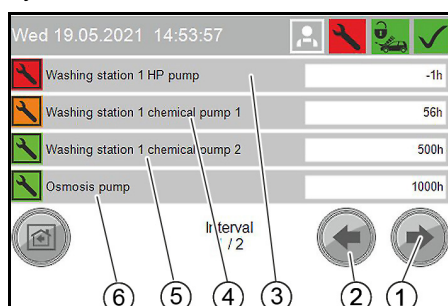 Wed 19.05.2021 14:53:57
Washing station 1 HP pump -1h
Washing station 1 chemical pump 1 56h
Washing station 1 chemical pump 2 500h
Osmosis pump 1000h
Interval
1 / 2
6 5 4 3 2 1